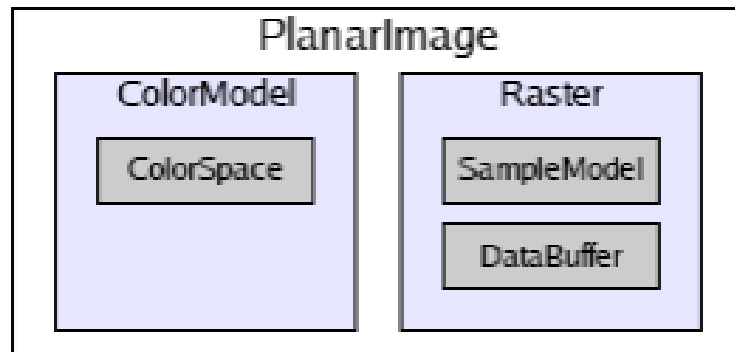 PlanarImage
ColorModel
ColorSpace
Raster
SampleModel
DataBuffer